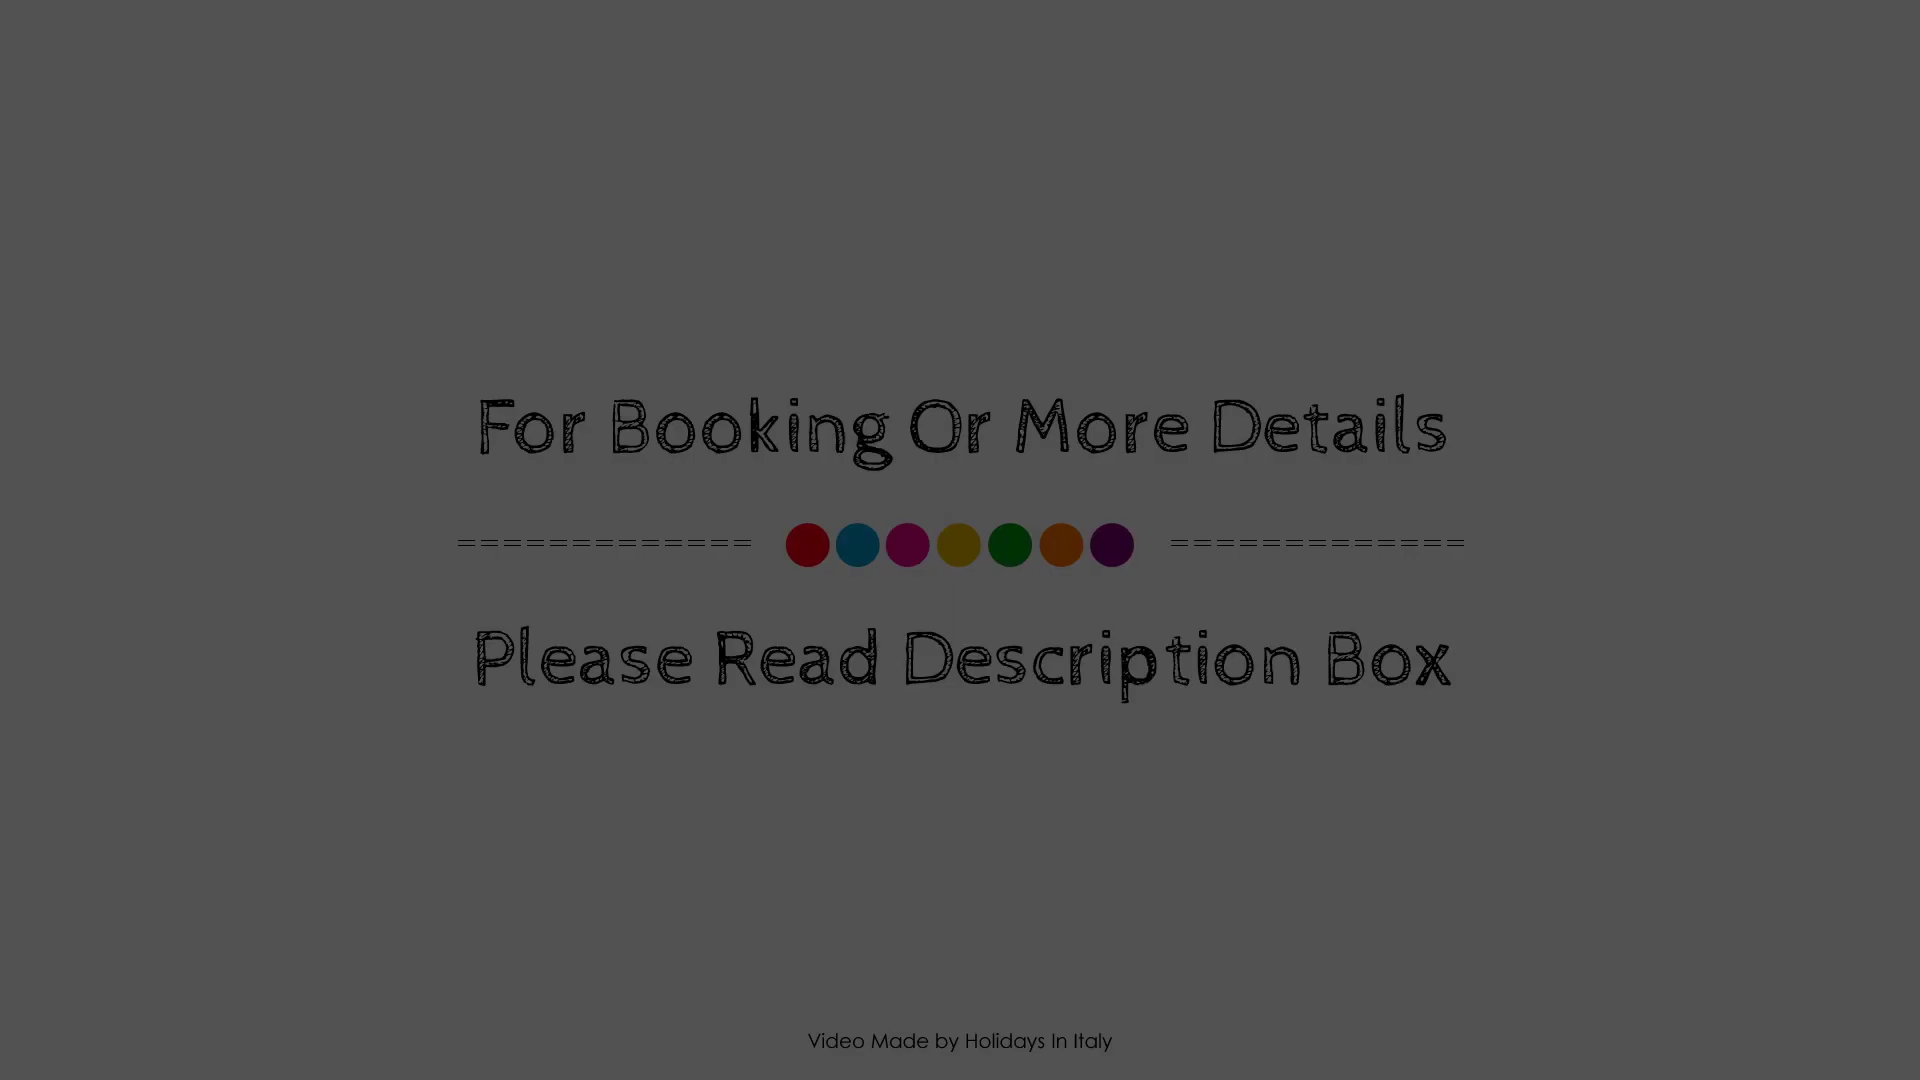 For Booking Or More Details
============= =============
Please Read Description Box
Video Made by Holidays In Italy